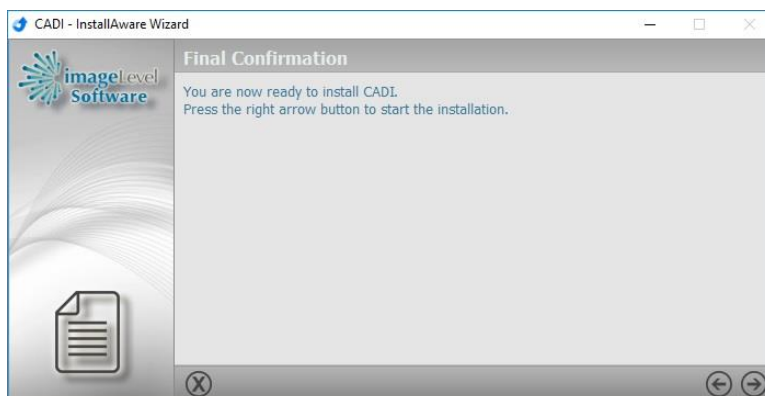 CADI - InstallAware Wizard
imageLevel
Software
Final Confirmation
You are now ready to install CADI.
Press the right arrow button to start the installation.